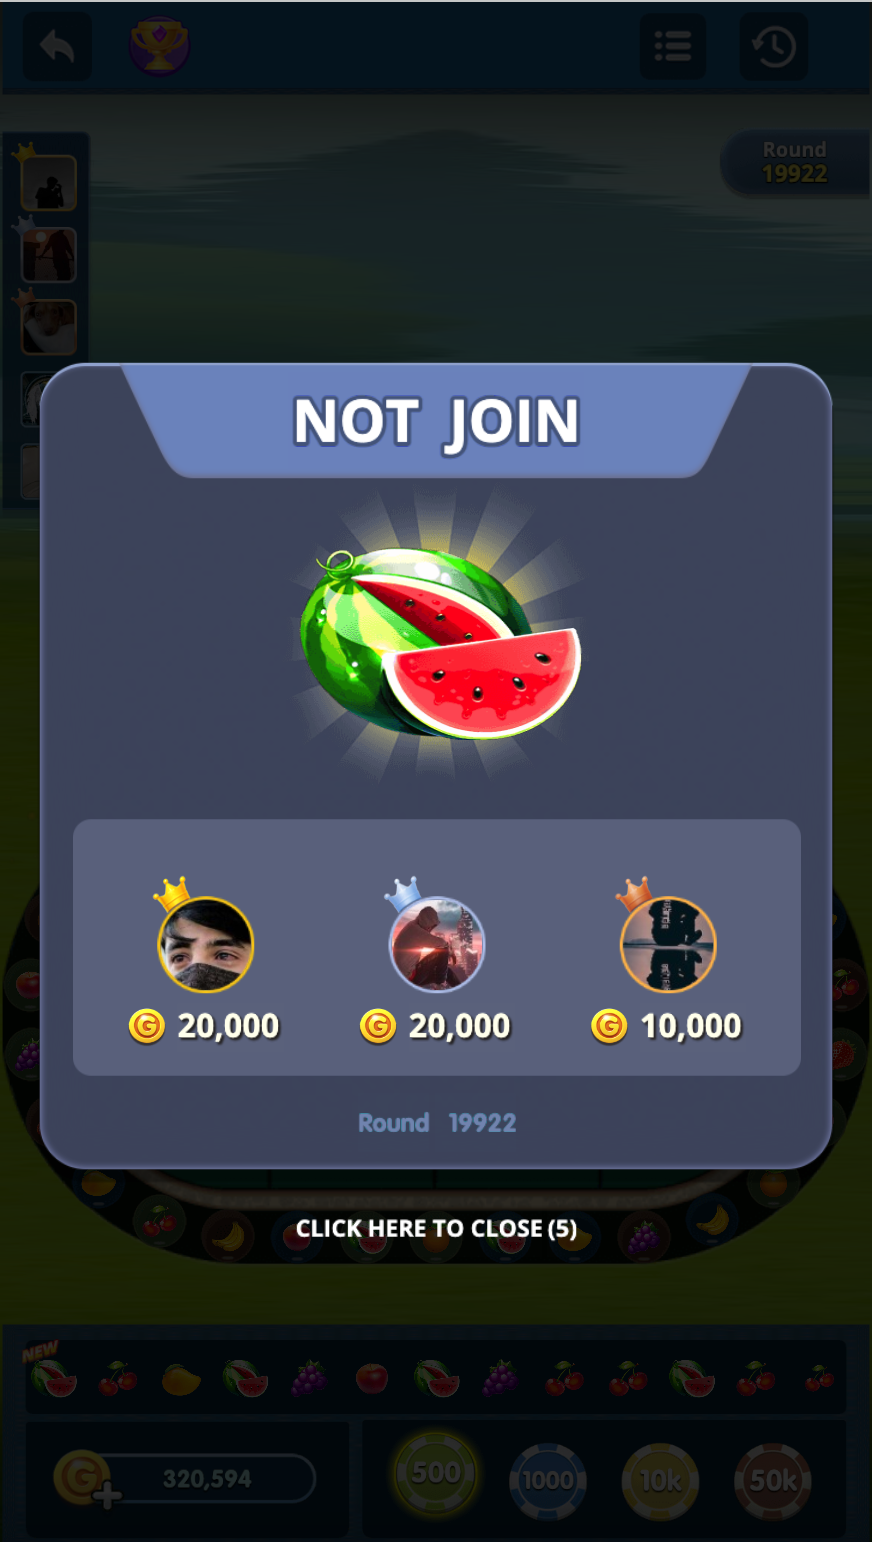 Round
19922
NOT JOIN
20,000
20,000
10,000
Round 19922
CLICK HERE TO CLOSE (5)
NEW
320,594
500
1000
10k
50k